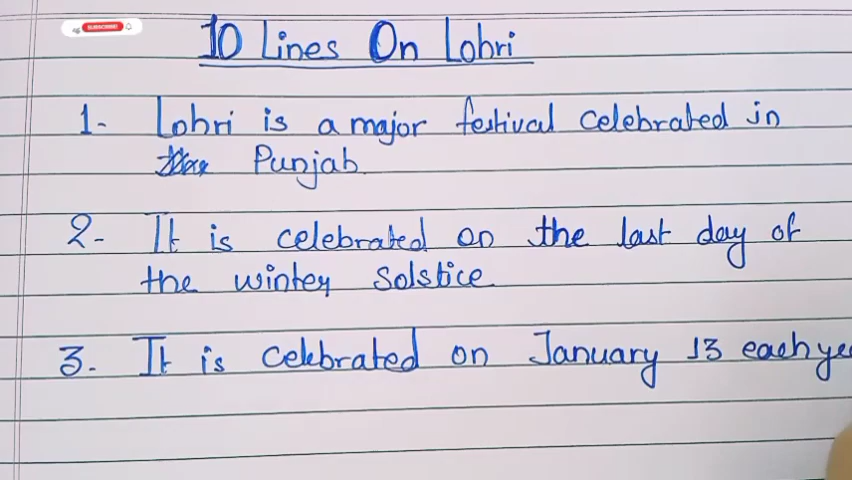 SUBSCRIBE
10 Lines On Lohri
1- Lohri is a major festival celebrated in
Punjab
2- It is celebrated on the last day of
the winter Solstice
3. It is celebrated on January 13 each ye